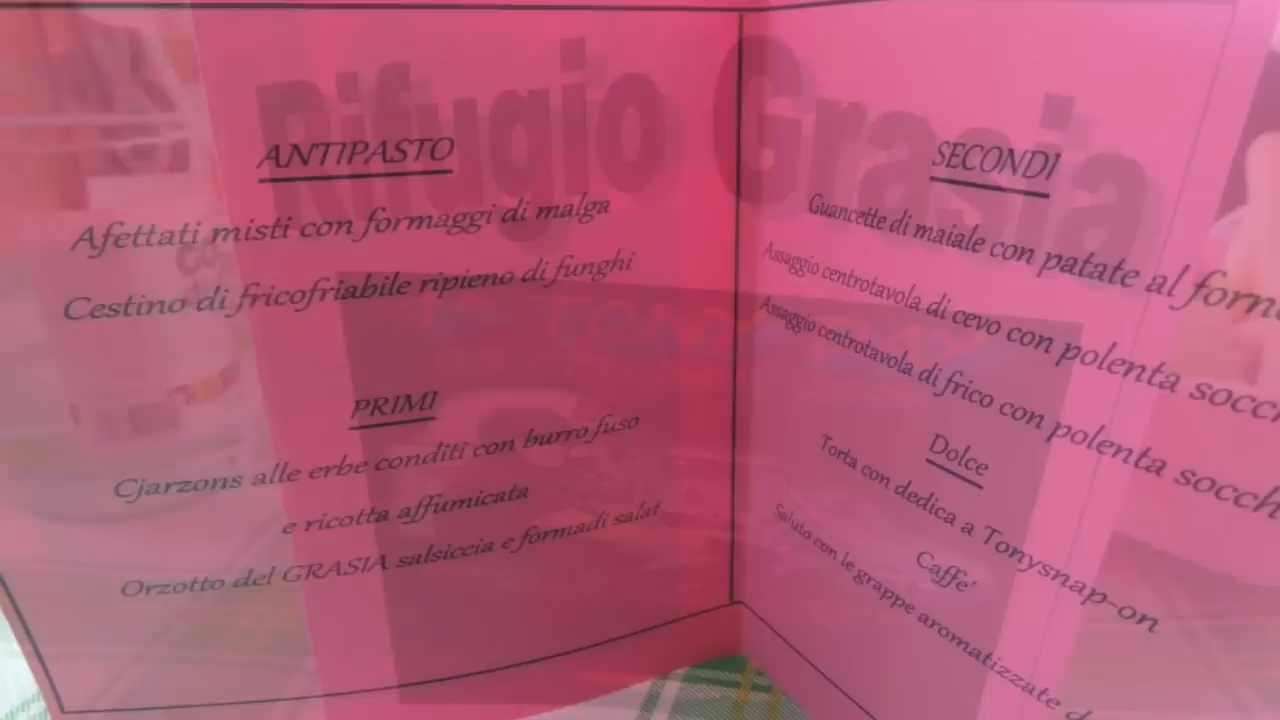 Rifugio Grasia
ANTIPASTO
Afettati misti con formaggi di malga
Cestino di fricofriabile ripieno di funghi
PRIMI
Cjarzons alle erbe conditi con burro fuso
e ricotta affumicata
Orzotto del GRASIA salsiccia e formadi salat
SECONDI
Guancette di maiale con patate al forno
Assaggio centrotavola di cevo con polenta
Assaggio centrotavola di frico con polenta
Dolce
Torta con dedica a Tonysnap-on
Caffe'
Saluto con le grappe aromatizzate